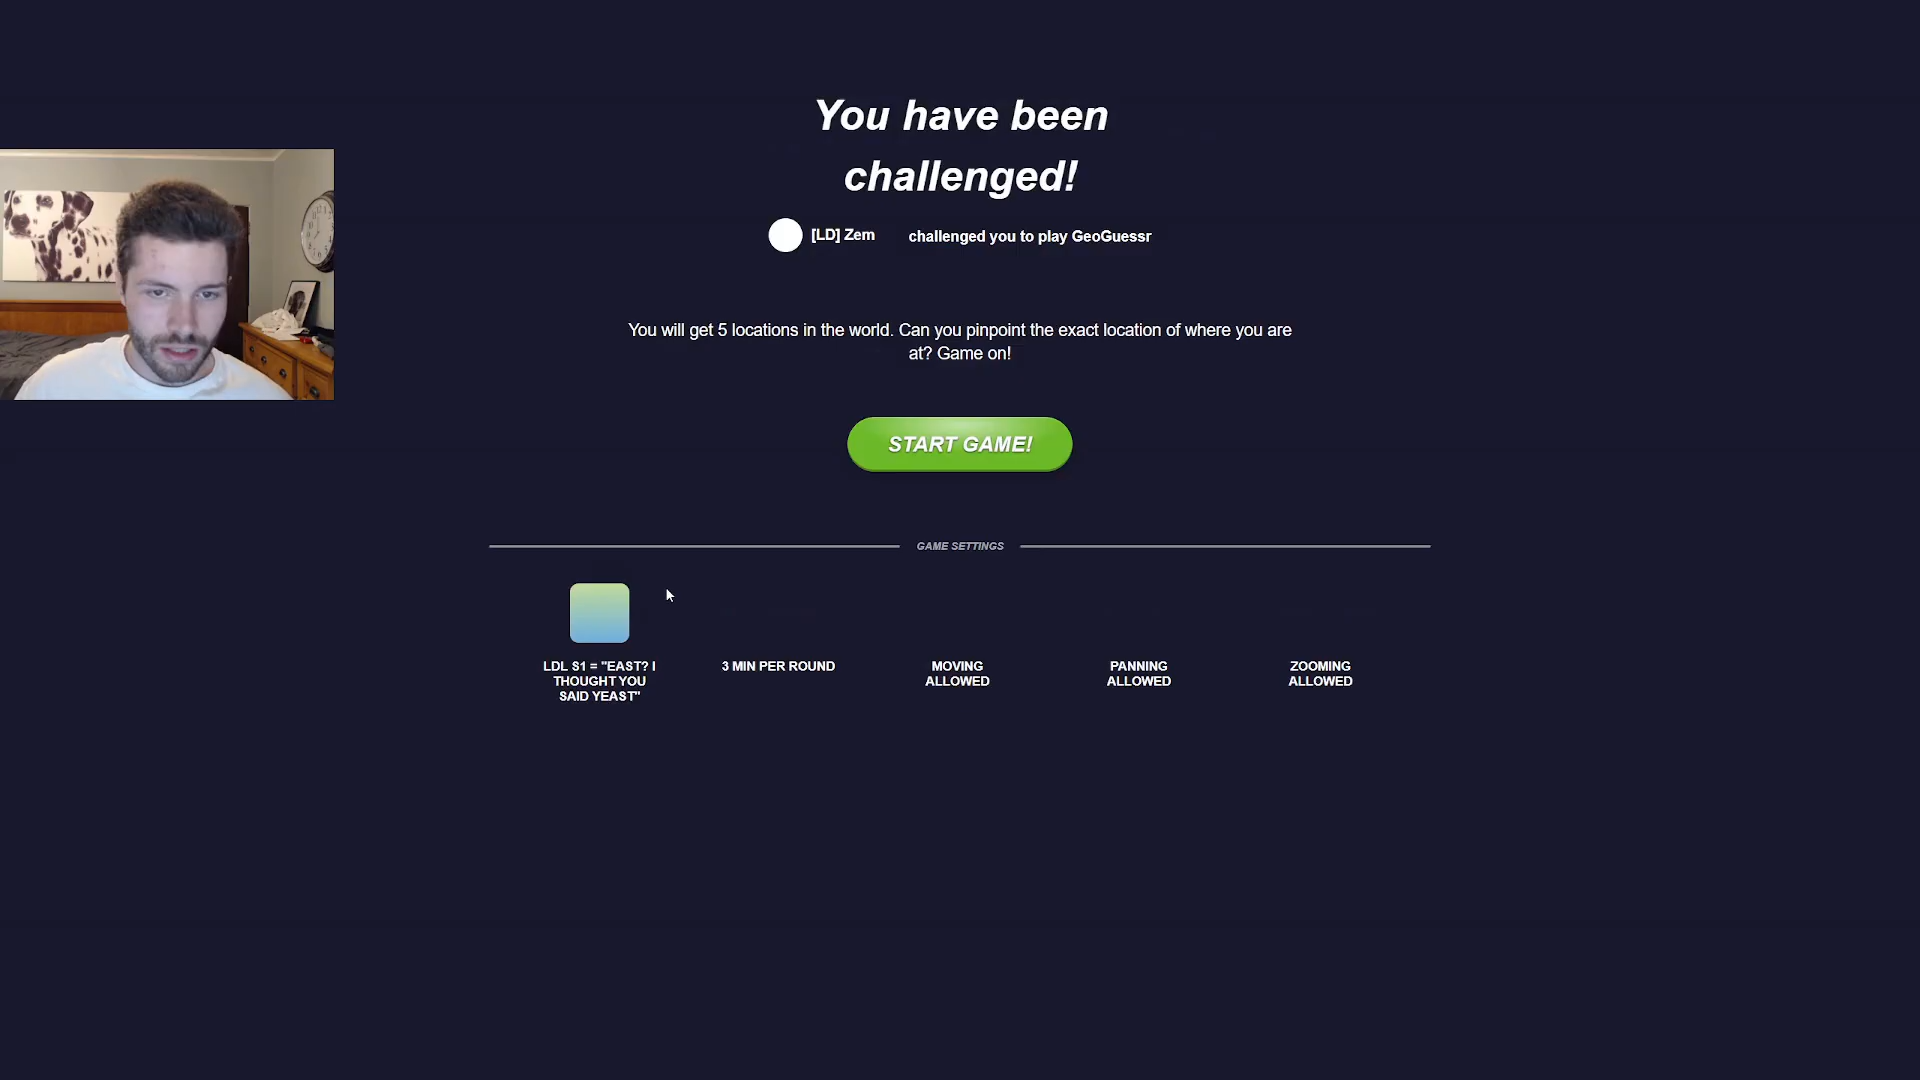 You have been
challenged!
[LD] Zem challenged you to play GeoGuessr
You will get 5 locations in the world. Can you pinpoint the exact location of where you are
at? Game on!
START GAME!
GAME SETTINGS
LDL S1 = "EAST? I
THOUGHT YOU
SAID YEAST"
3 MIN PER ROUND
MOVING
ALLOWED
PANNING
ALLOWED
ZOOMING
ALLOWED